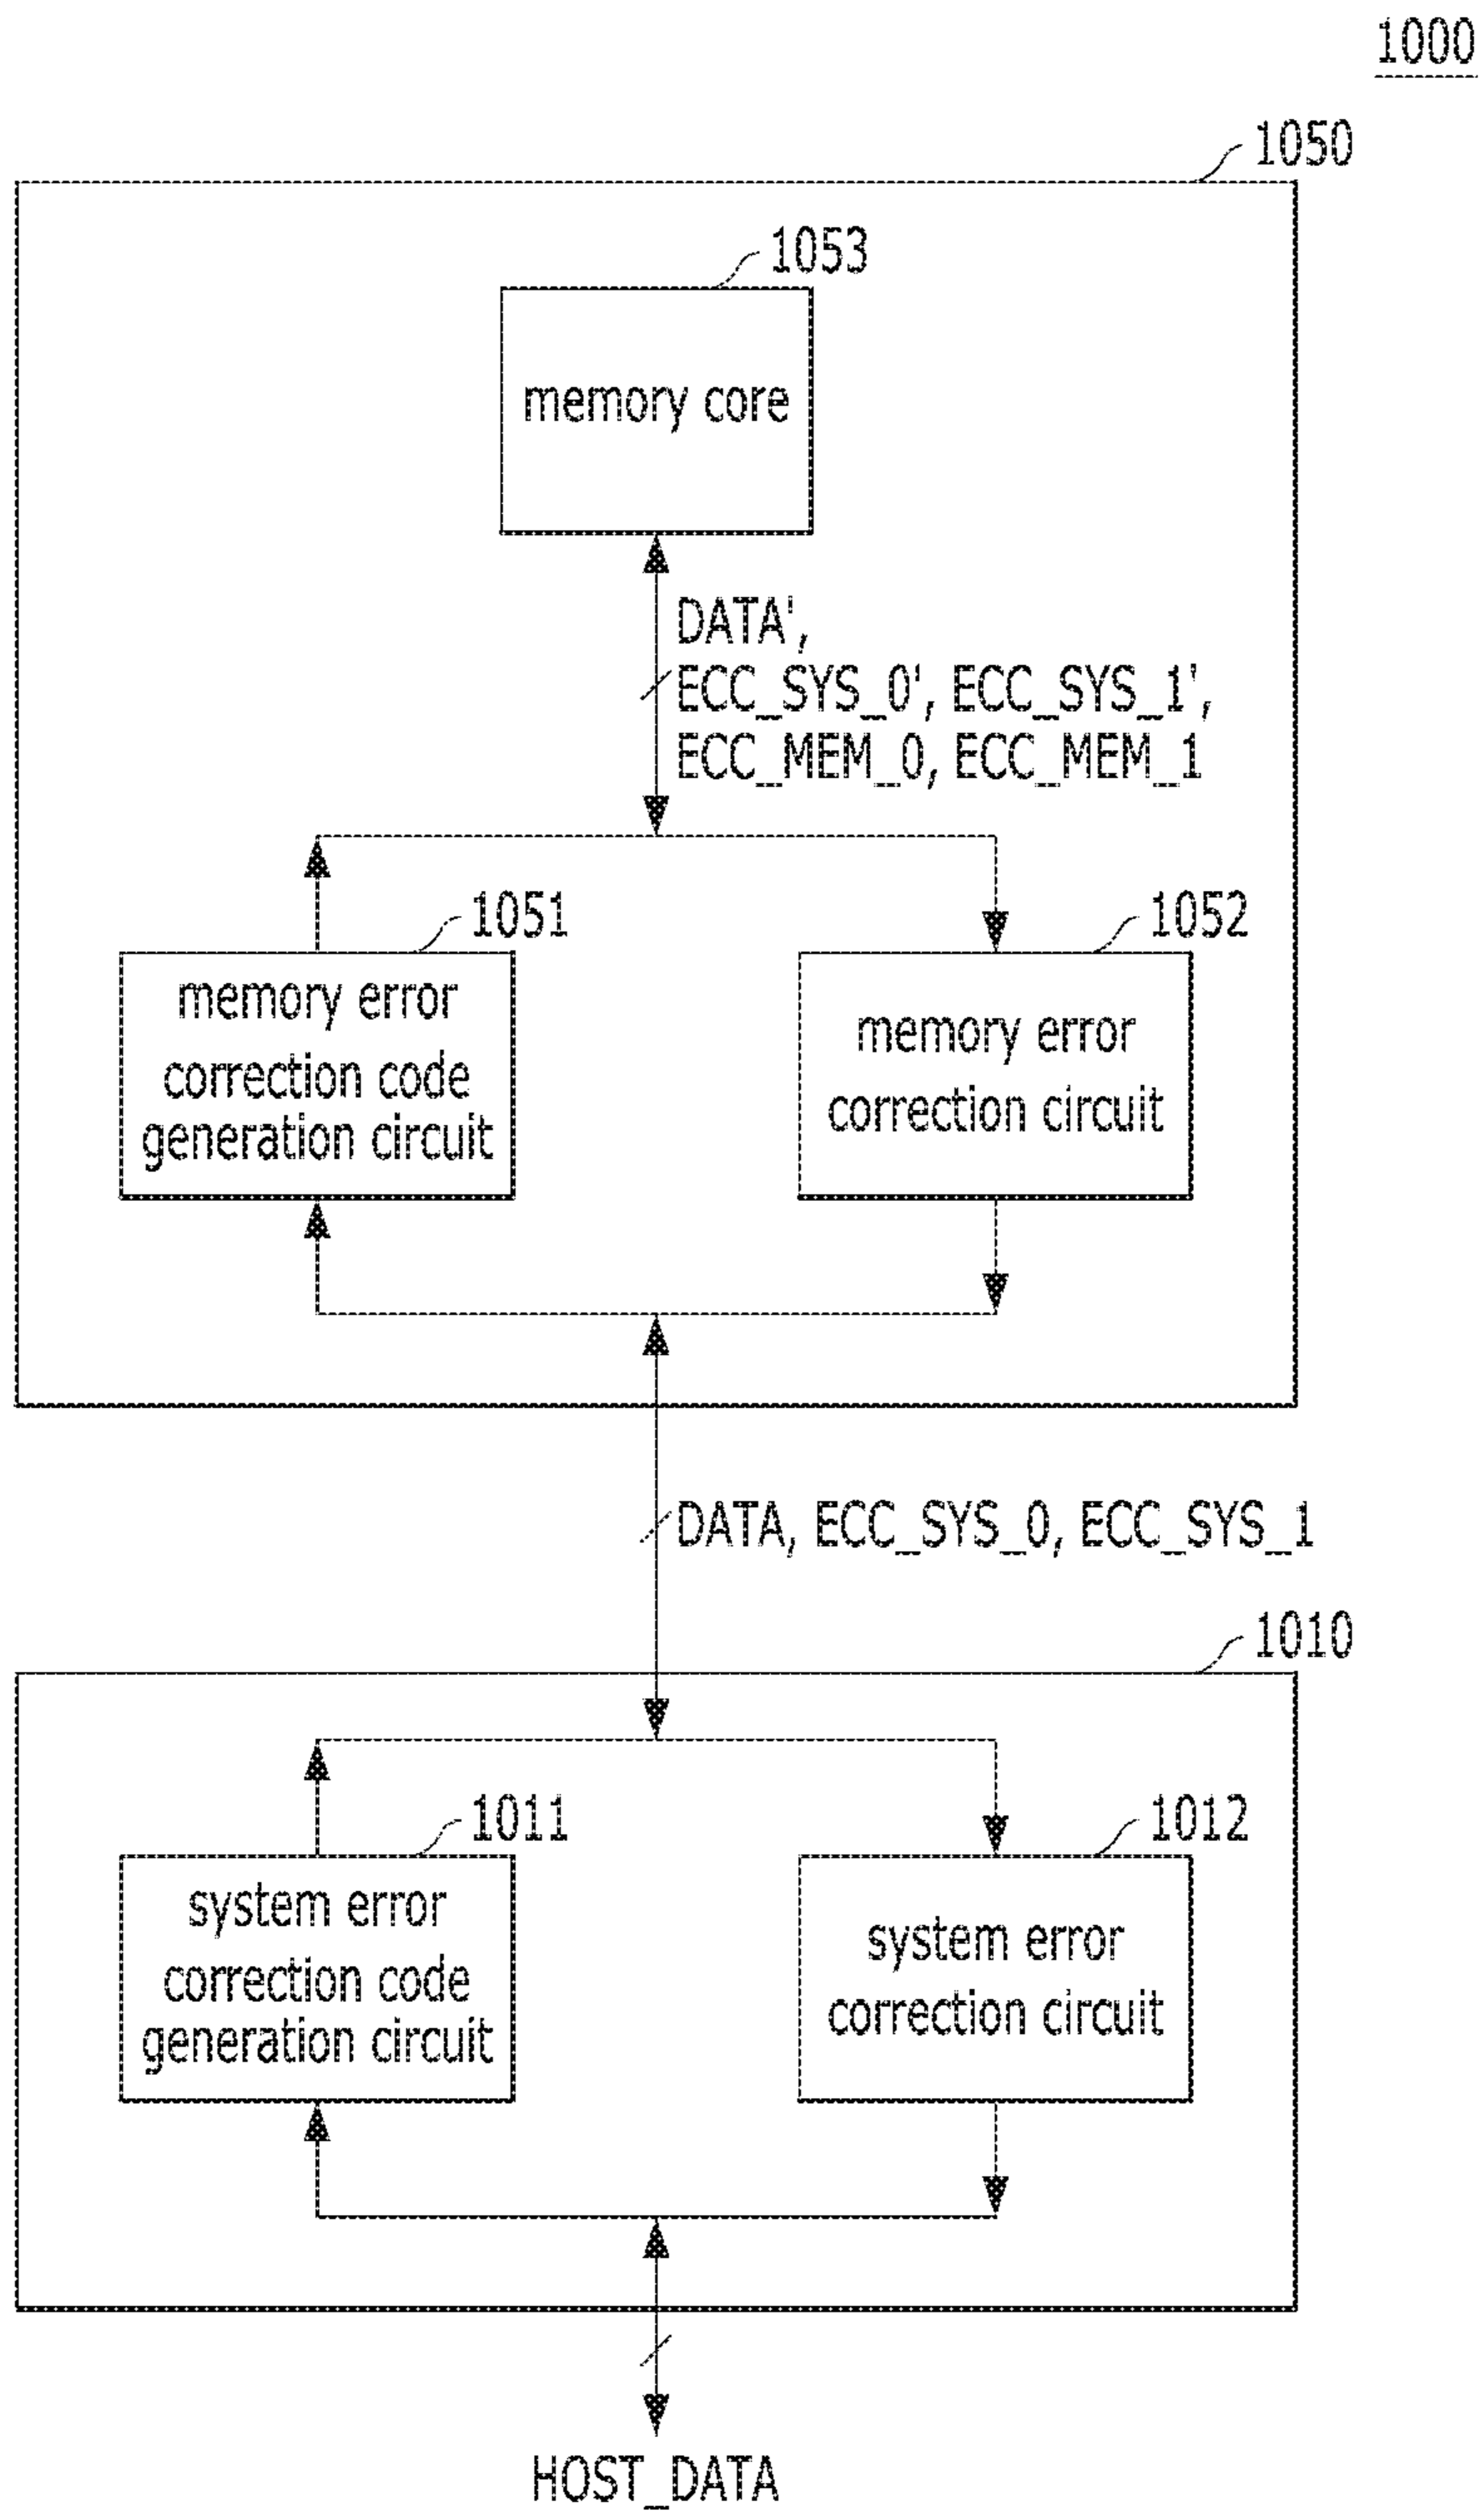 1000
1050
1053
memory core
DATA',
ECC_SYS_0', ECC_SYS_1',
ECC_MEM_0, ECC_MEM_1
1051
memory error
correction code
generation circuit
1052
memory error
correction circuit
DATA, ECC_SYS_0, ECC_SYS_1
1010
1011
system error
correction code
generation circuit
1012
system error
correction circuit
HOST_DATA